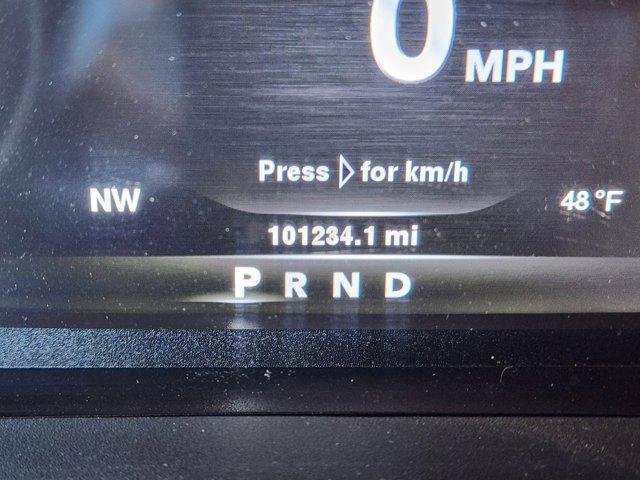 0 MPH
Press ▷ for km/h
NW 48 °F
101234.1 mi
P R N D